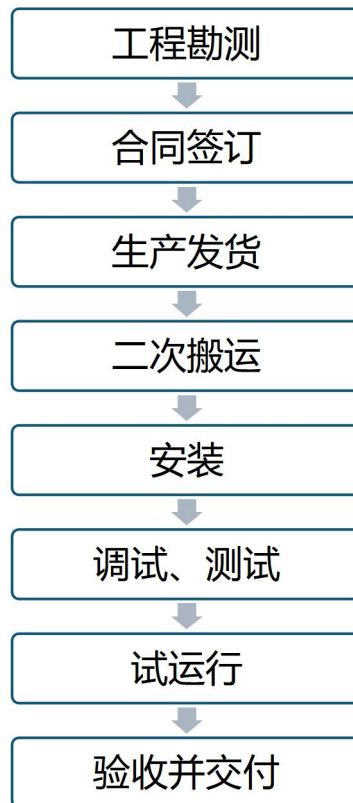 工程勘测
合同签订
生产发货
二次搬运
安装
调试、测试
试运行
验收并交付